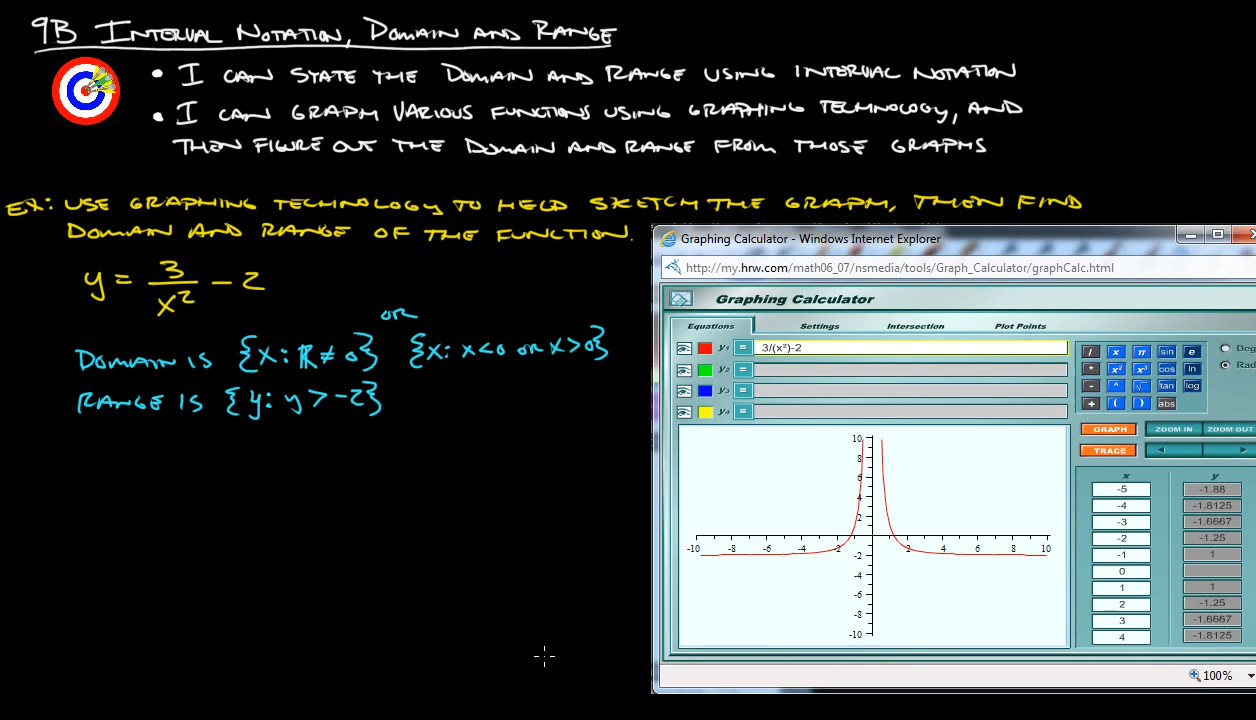 9B INTERVAL NOTATION, DOMAIN AND RANGE
• I CAN STATE THE DOMAIN AND RANGE USING INTERVAL NOTATION
• I CAN GRAPH VARIOUS FUNCTIONS USING GRAPHING TECHNOLOGY, AND
THEN FIGURE OUT THE DOMAIN AND RANGE FROM THOSE GRAPHS
EX: USE GRAPHING TECHNOLOGY TO HELD SKETCH THE GRAPH, THEN FIND
DOMAIN AND RANGE OF THE FUNCTION.
y = 3/x² - 2
OR
DOMAIN IS {x: ℝ ≠ 0} {x: x<0 OR x>0}
RANGE IS {y: y > -2}
Graphing Calculator - Windows Internet Explorer
http://my.hrw.com/math06_07/nsmedia/tools/Graph_Calculator/graphCalc.html
Graphing Calculator
Equations Settings Intersection Plot Points
y1 = 3/(x²)-2
y2 =
y3 =
y4 =
/ x π sin e
* x² x³ cos ln
- ^ √ tan log
+ ( ) abs
Deg
Rad
GRAPH ZOOM IN ZOOM OUT
TRACE
10
8
6
4
2
-10 -8 -6 -4 -2 2 4 6 8 10
-2
-4
-6
-8
-10
x y
-5 -1.88
-4 -1.8125
-3 -1.6667
-2 -1.25
-1 1
0
1 1
2 -1.25
3 -1.6667
4 -1.8125
100%